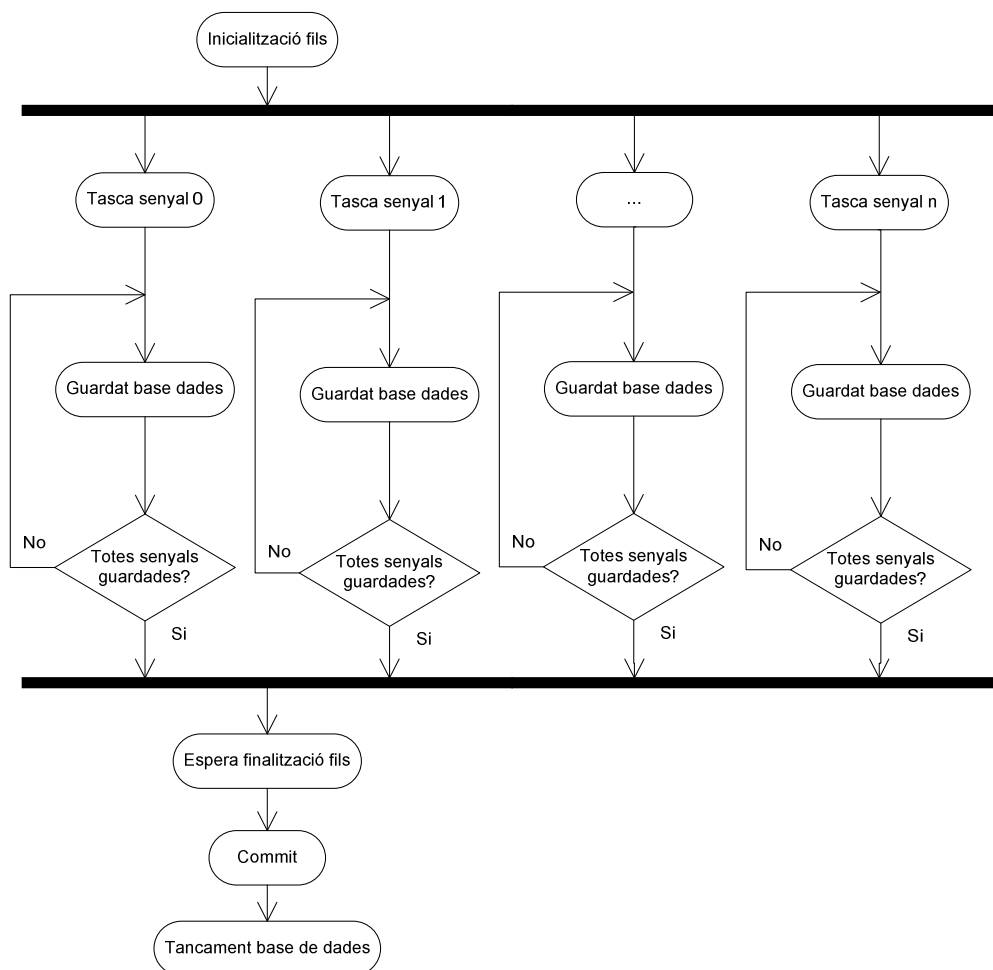 Inicialització fils
Tasca senyal 0
Tasca senyal 1
...
Tasca senyal n
Guardat base dades
Guardat base dades
Guardat base dades
Guardat base dades
No
Totes senyals
guardades?
Si
No
Totes senyals
guardades?
Si
No
Totes senyals
guardades?
Si
No
Totes senyals
guardades?
Si
Espera finalització fils
Commit
Tancament base de dades